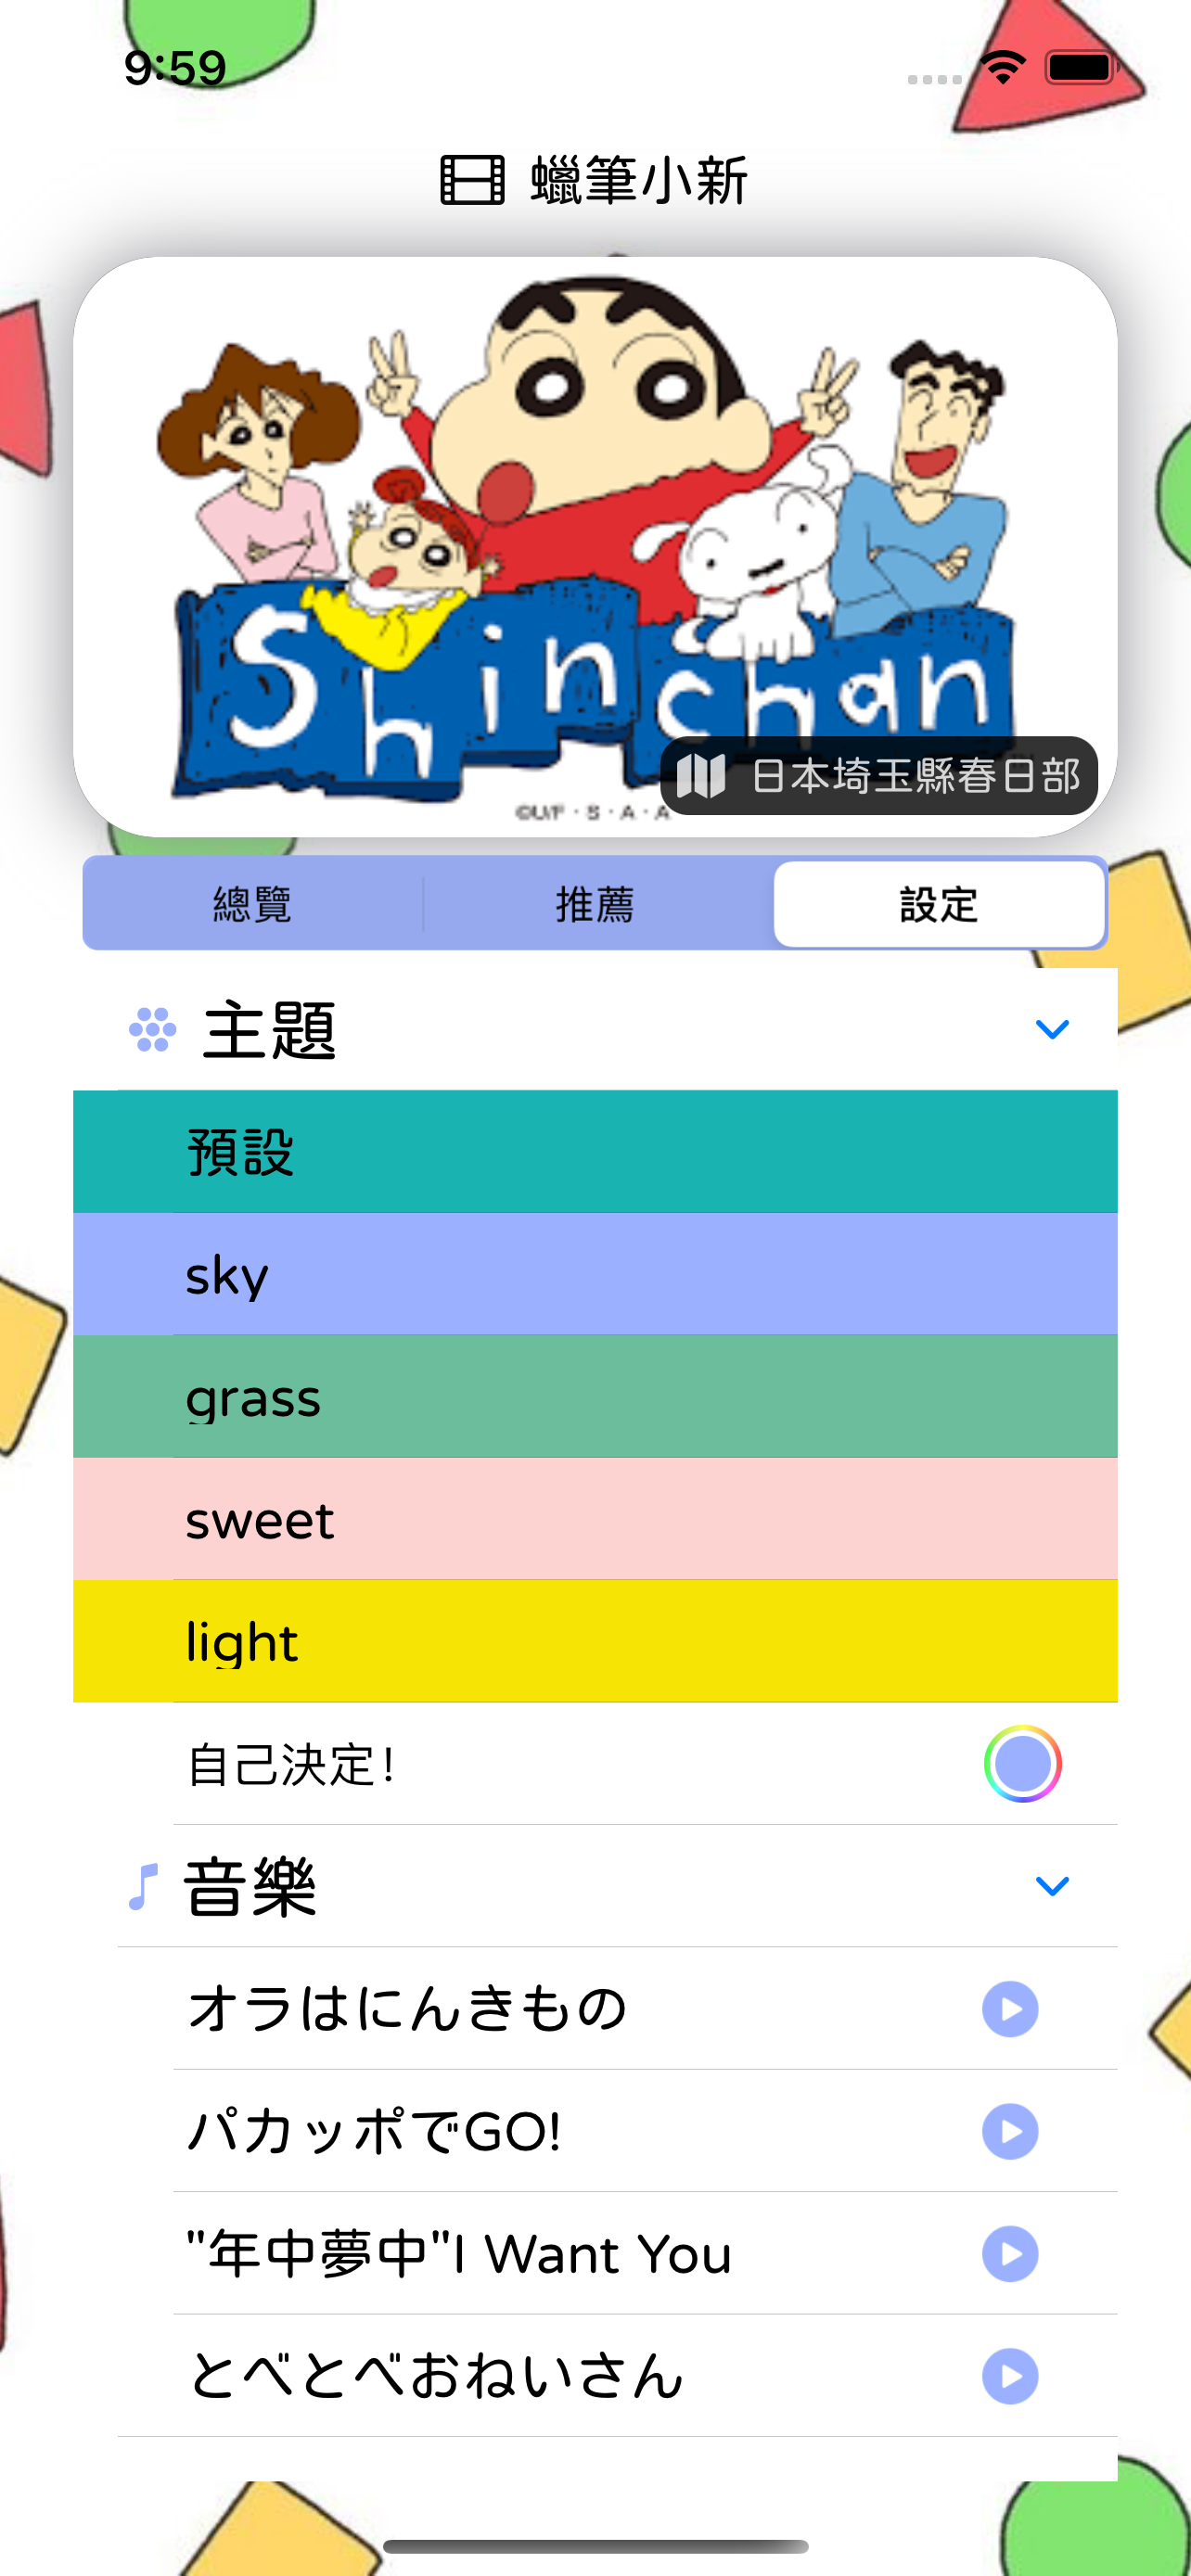 9:59
蠟筆小新
Shin chan
日本埼玉縣春日部
©U/F・S・A・A
總覽
推薦
設定
主題
預設
sky
grass
sweet
light
自己決定!
音樂
オラはにんきもの
パカッポでGO!
"年中夢中"I Want You
とべとべおねいさん